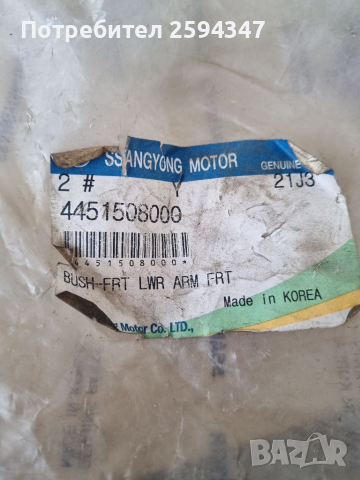 Потребител 2594347
SSANGYONG MOTOR GENUINE
2 # Y 21J3
4451508000
*4451508000*
BUSH-FRT LWR ARM FRT
Made in KOREA
Motor Co. LTD.,
BAZAR